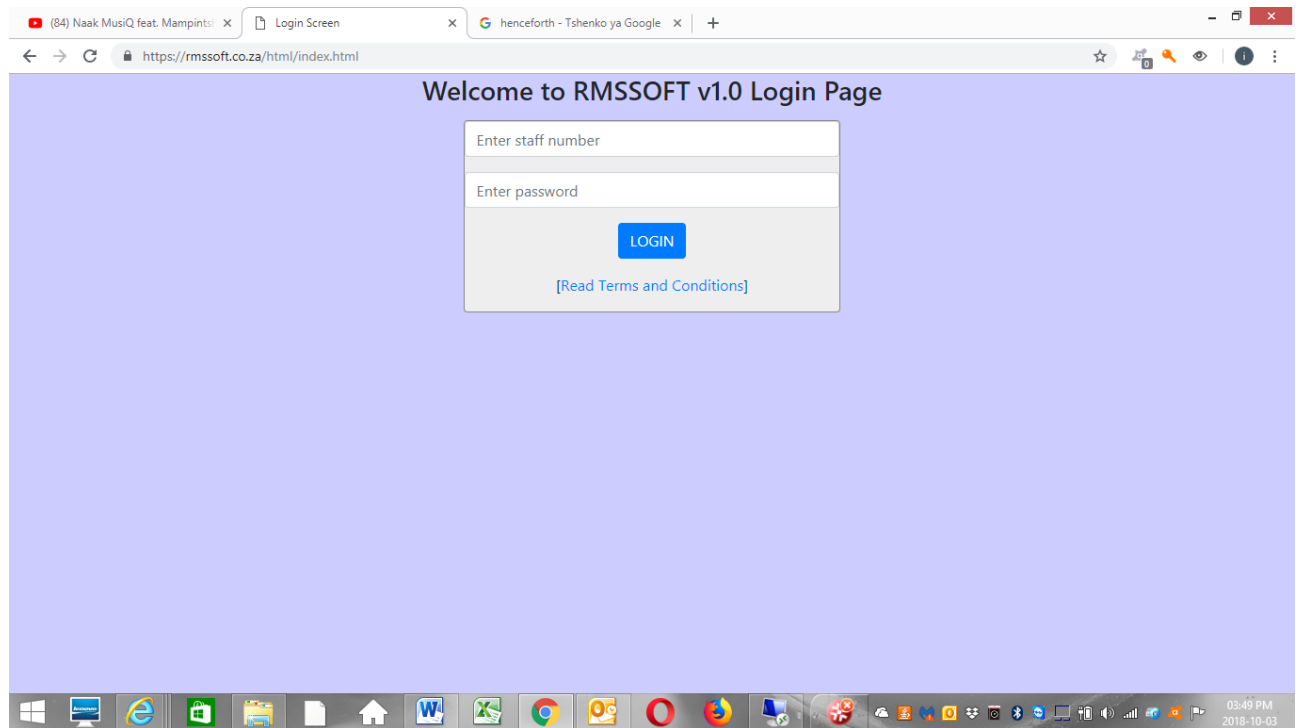 (84) Naak MusiQ feat. Mampints
Login Screen
henceforth - Tshenko ya Google
https://rmssoft.co.za/html/index.html
0
i
Welcome to RMSSOFT v1.0 Login Page
Enter staff number
Enter password
LOGIN
[Read Terms and Conditions]
03:49 PM
2018-10-03